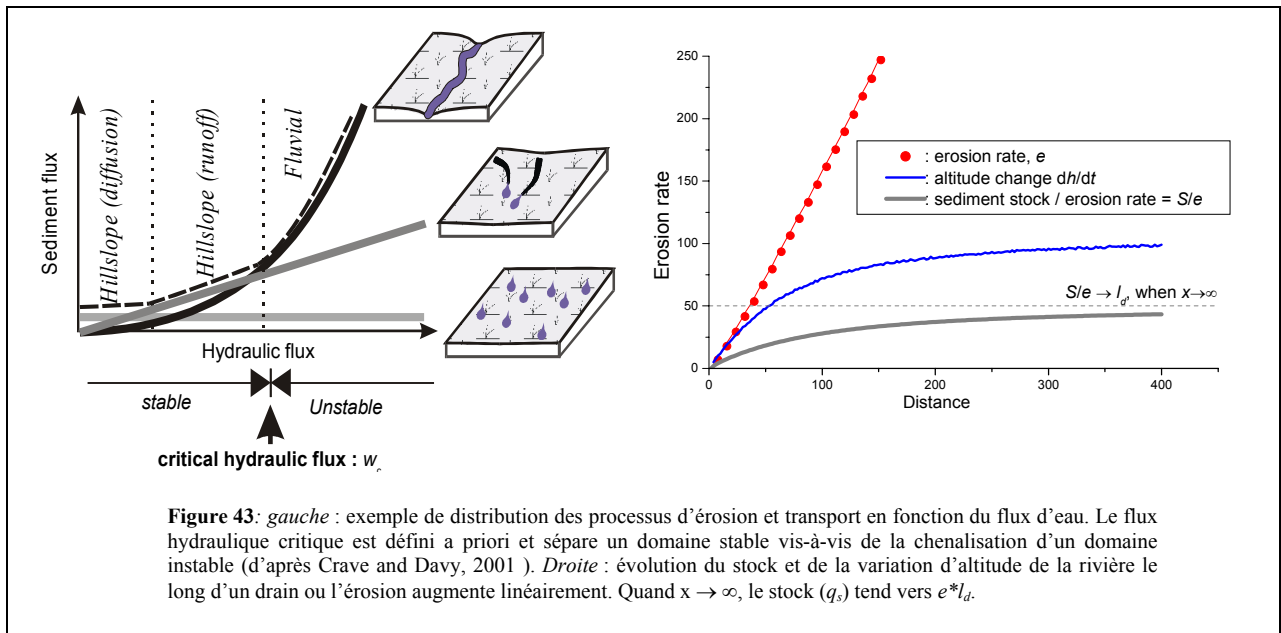 Sediment flux
Hillslope (diffusion)
Hillslope (runoff)
Fluvial
Hydraulic flux
stable
Unstable
critical hydraulic flux : wc
250
200
150
100
50
0
Erosion rate
: erosion rate, e
: altitude change dh/dt
: sediment stock / erosion rate = S/e
S/e → ld, when x→∞
0
100
200
300
400
Distance
Figure 43: gauche : exemple de distribution des processus d'érosion et transport en fonction du flux d'eau. Le flux
hydraulique critique est défini a priori et sépare un domaine stable vis-à-vis de la chenalisation d'un domaine
instable (d'après Crave and Davy, 2001 ). Droite : évolution du stock et de la variation d'altitude de la rivière le
long d'un drain ou l'érosion augmente linéairement. Quand x → ∞, le stock (qs) tend vers e*ld.